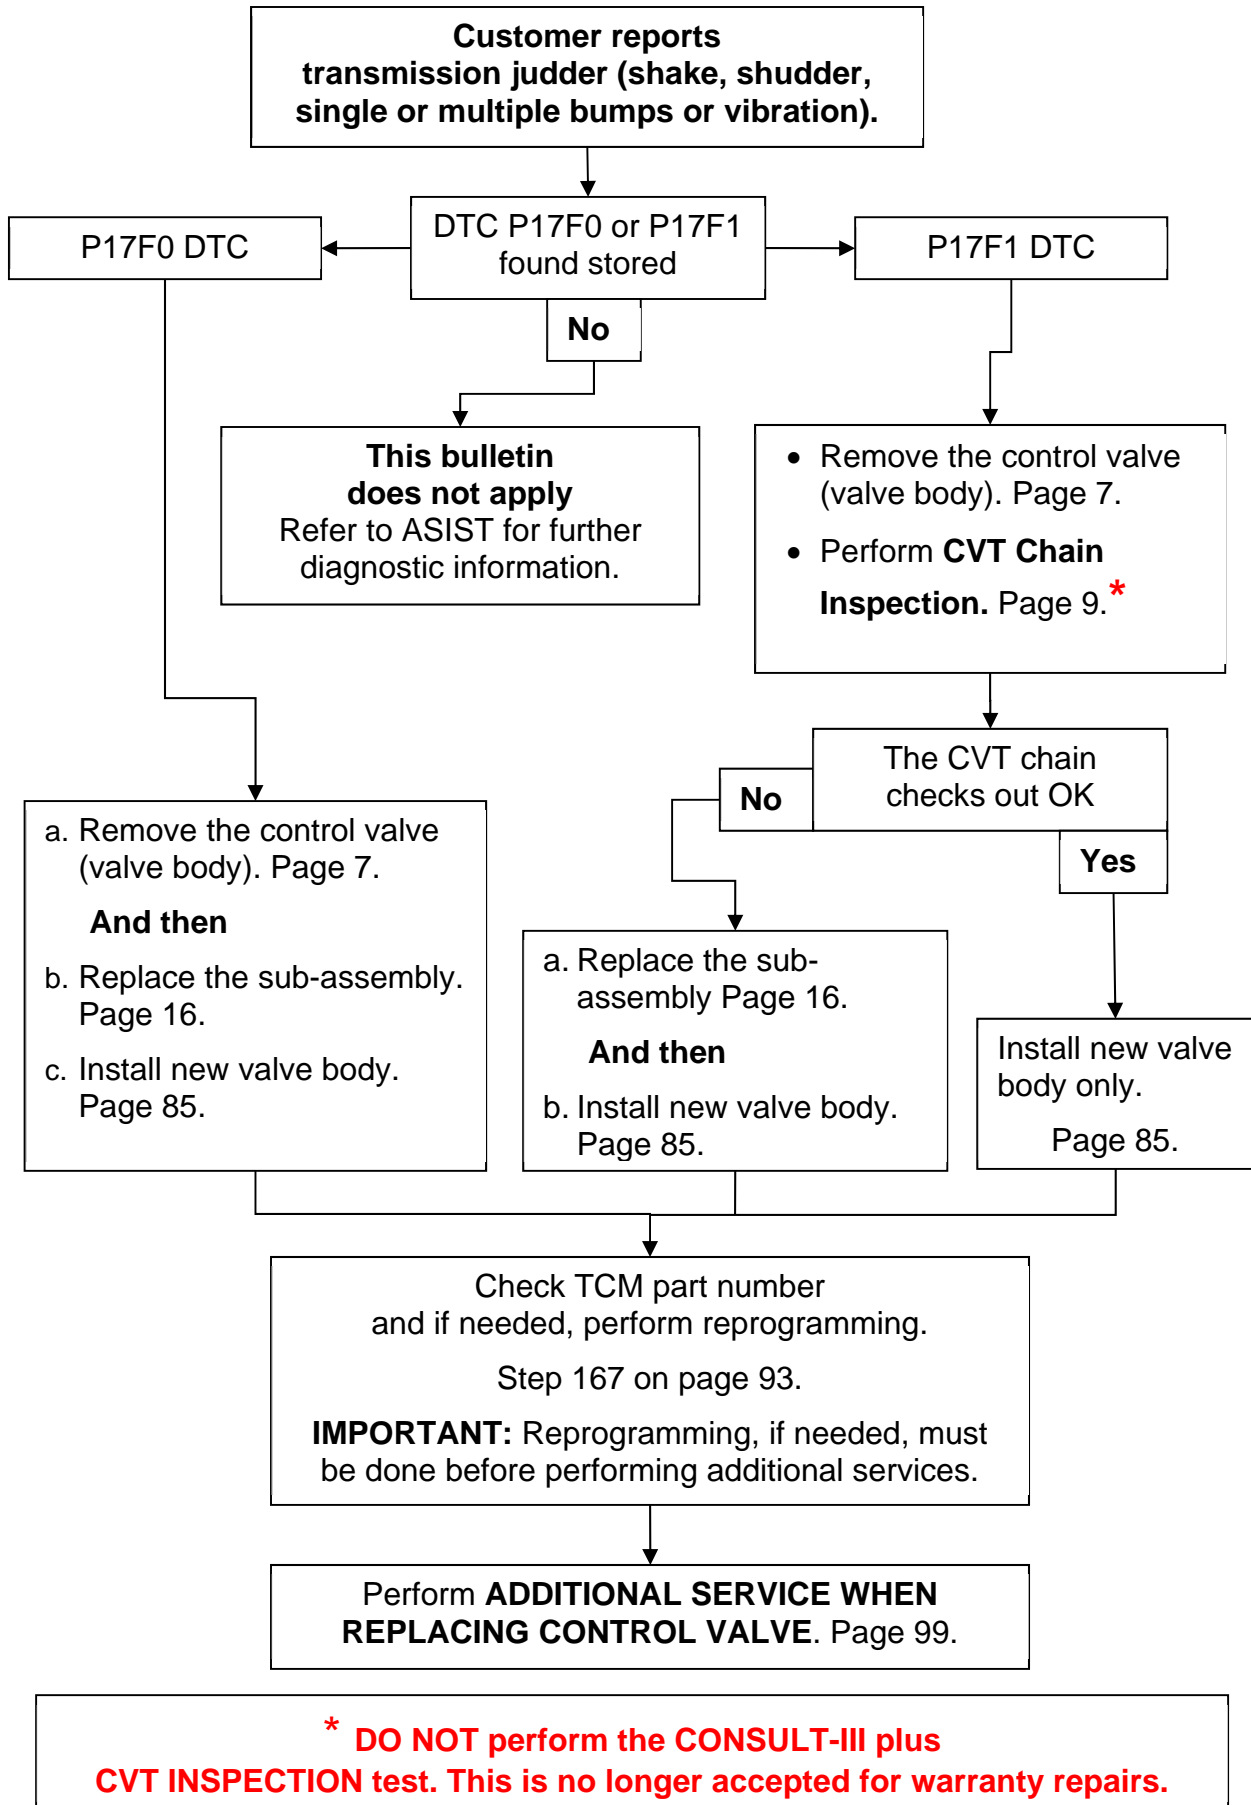 Customer reports
transmission judder (shake, shudder,
single or multiple bumps or vibration).
P17F0 DTC
DTC P17F0 or P17F1
found stored
P17F1 DTC
No
This bulletin
does not apply
Refer to ASIST for further
diagnostic information.
• Remove the control valve
(valve body). Page 7.
• Perform CVT Chain
Inspection. Page 9.*
The CVT chain
checks out OK
No
Yes
a. Remove the control valve
(valve body). Page 7.
And then
b. Replace the sub-assembly.
Page 16.
c. Install new valve body.
Page 85.
a. Replace the sub-
assembly Page 16.
And then
b. Install new valve body.
Page 85.
Install new valve
body only.
Page 85.
Check TCM part number
and if needed, perform reprogramming.
Step 167 on page 93.
IMPORTANT: Reprogramming, if needed, must
be done before performing additional services.
Perform ADDITIONAL SERVICE WHEN
REPLACING CONTROL VALVE. Page 99.
* DO NOT perform the CONSULT-III plus
CVT INSPECTION test. This is no longer accepted for warranty repairs.